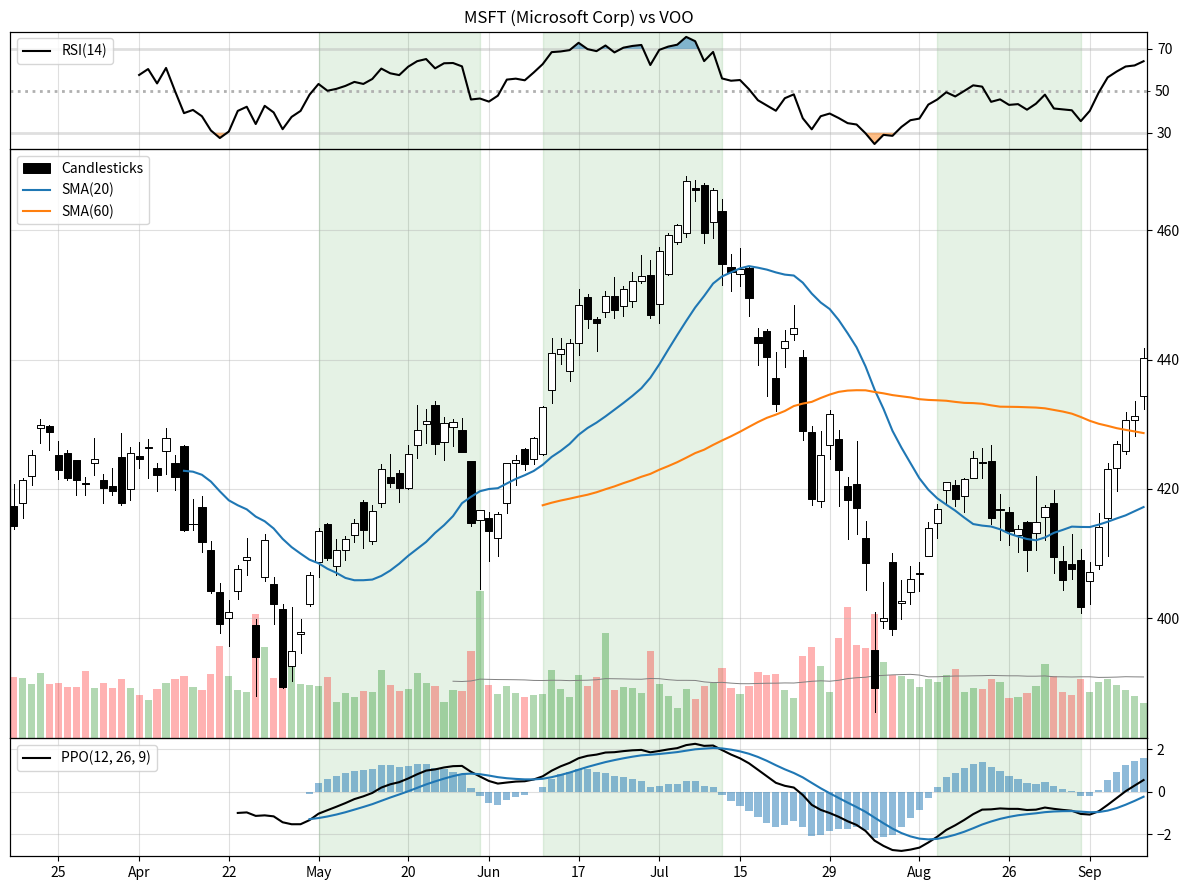 MSFT (Microsoft Corp) vs VOO
RSI(14)
70
50
30
Candlesticks
SMA(20)
SMA(60)
460
440
420
400
PPO(12, 26, 9)
2
0
−2
25 Apr 22 May 20 Jun 17 Jul 15 29 Aug 26 Sep